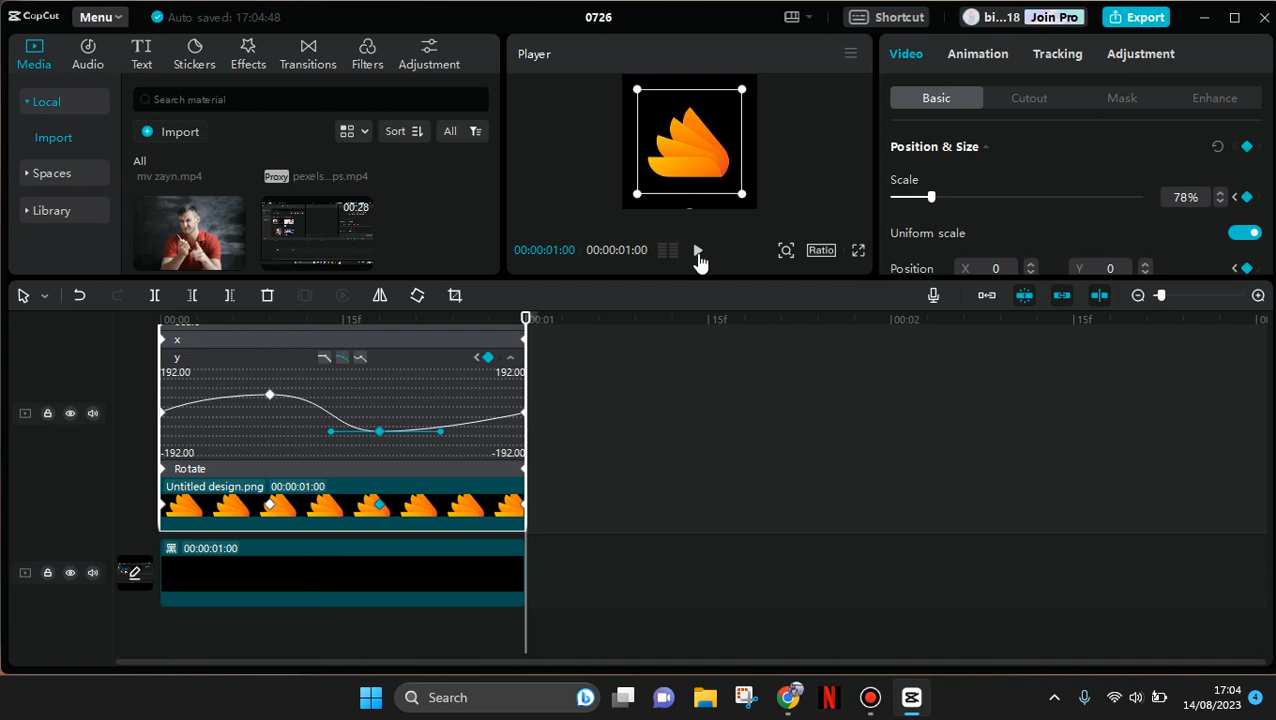 CapCut Menu Auto saved: 17:04:48 0726 Shortcut bi...18 Join Pro Export
Media Audio Text Stickers Effects Transitions Filters Adjustment
Local
Import
Spaces
Library
Search material
Import Sort All
All
mv zayn.mp4 Proxy pexels...ps.mp4
00:28
Player
00:00:01:00 00:00:01:00 Ratio
Video Animation Tracking Adjustment
Basic Cutout Mask Enhance
Position & Size
Scale
78%
Uniform scale
Position X 0 Y 0
00:00 15f 00:01 15f 00:02 15f
x
y
192.00 192.00
-192.00 -192.00
Rotate
Untitled design.png 00:00:01:00
黑 00:00:01:00
Search
17:04
14/08/2023
4